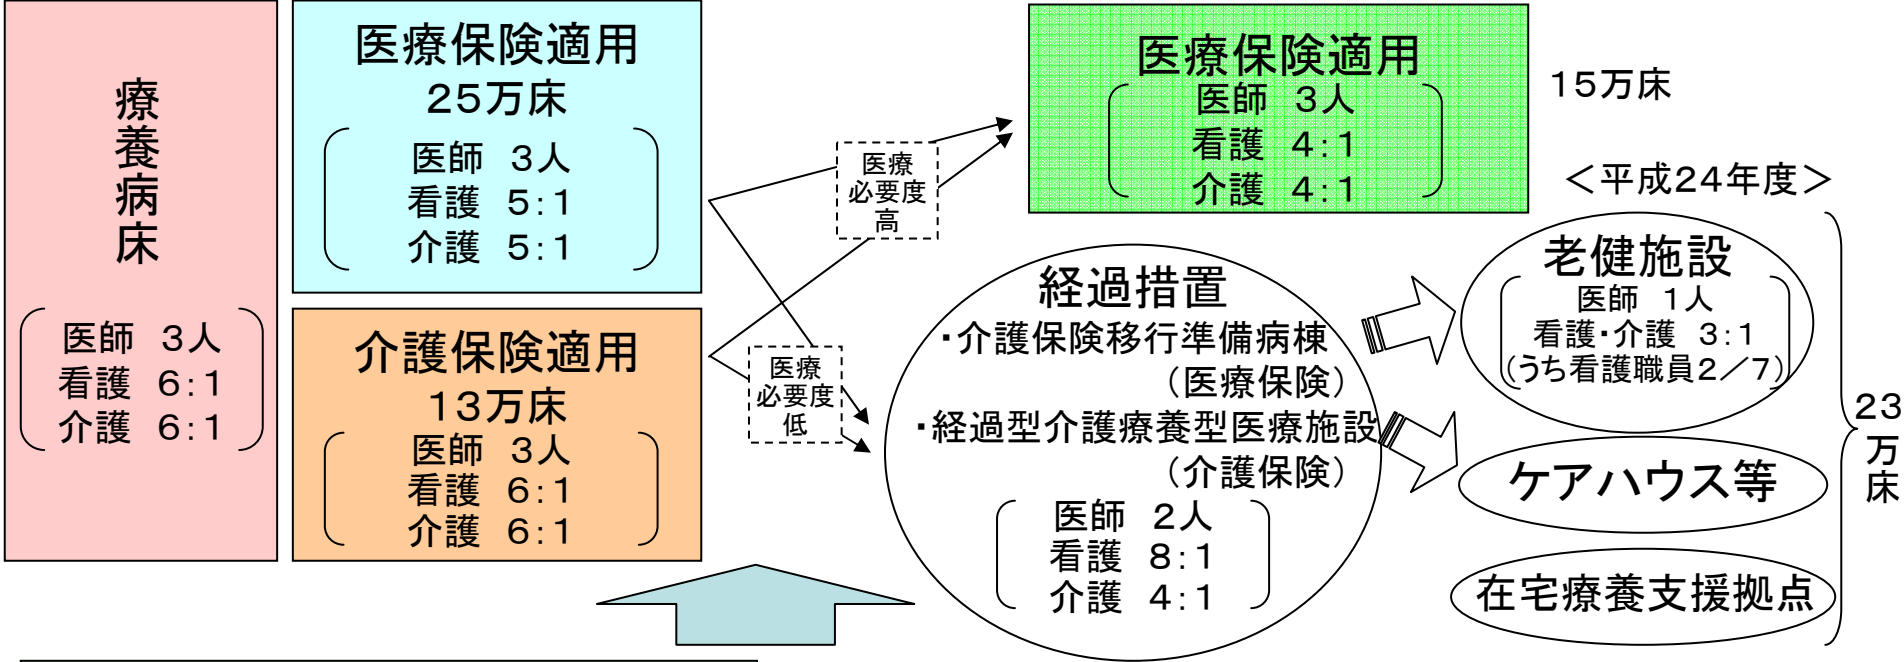 療養病床
医師　3人
看護　6：1
介護　6：1
医療保険適用
25万床
医師　3人
看護　5：1
介護　5：1
介護保険適用
13万床
医師　3人
看護　6：1
介護　6：1
医療
必要度
高
医療
必要度
低
医療保険適用
医師　3人
看護　4：1
介護　4：1
15万床
＜平成24年度＞
経過措置
・介護保険移行準備病棟
（医療保険）
・経過型介護療養型医療施設
（介護保険）
医師　2人
看護　8：1
介護　4：1
老健施設
医師　1人
看護・介護　3：1
（うち看護職員2／7）
ケアハウス等
在宅療養支援拠点
23万床